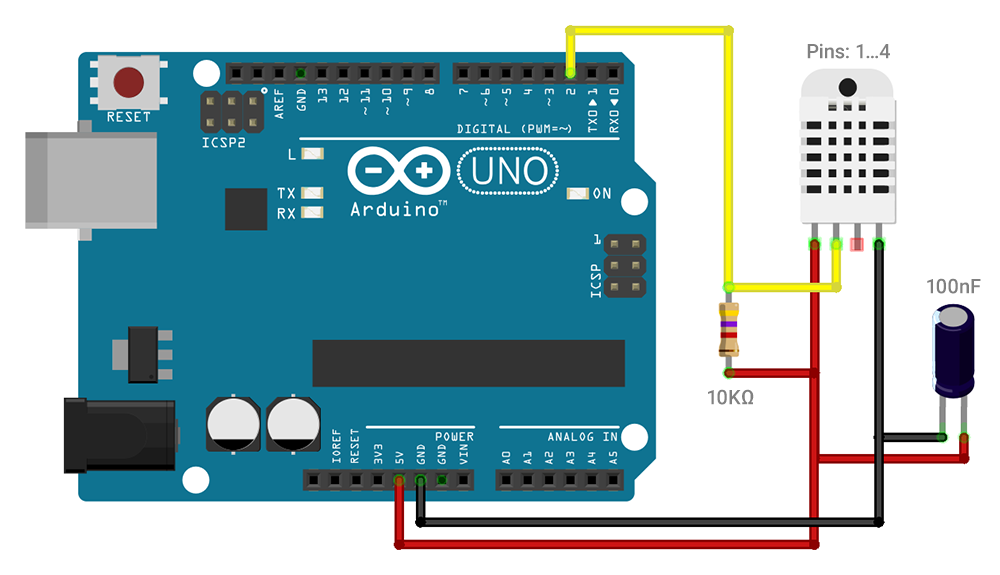 Pins: 1...4
RESET
ICSP2
AREF
GND
13
12
~11
~10
~9
8
7
~6
~5
4
~3
2
TX0▶1
RX0◀0
DIGITAL (PWM=~)
L
TX
RX
UNO
Arduino™
ON
1
ICSP
100nF
10KΩ
POWER
ANALOG IN
IOREF
RESET
3V3
5V
GND
GND
VIN
A0
A1
A2
A3
A4
A5